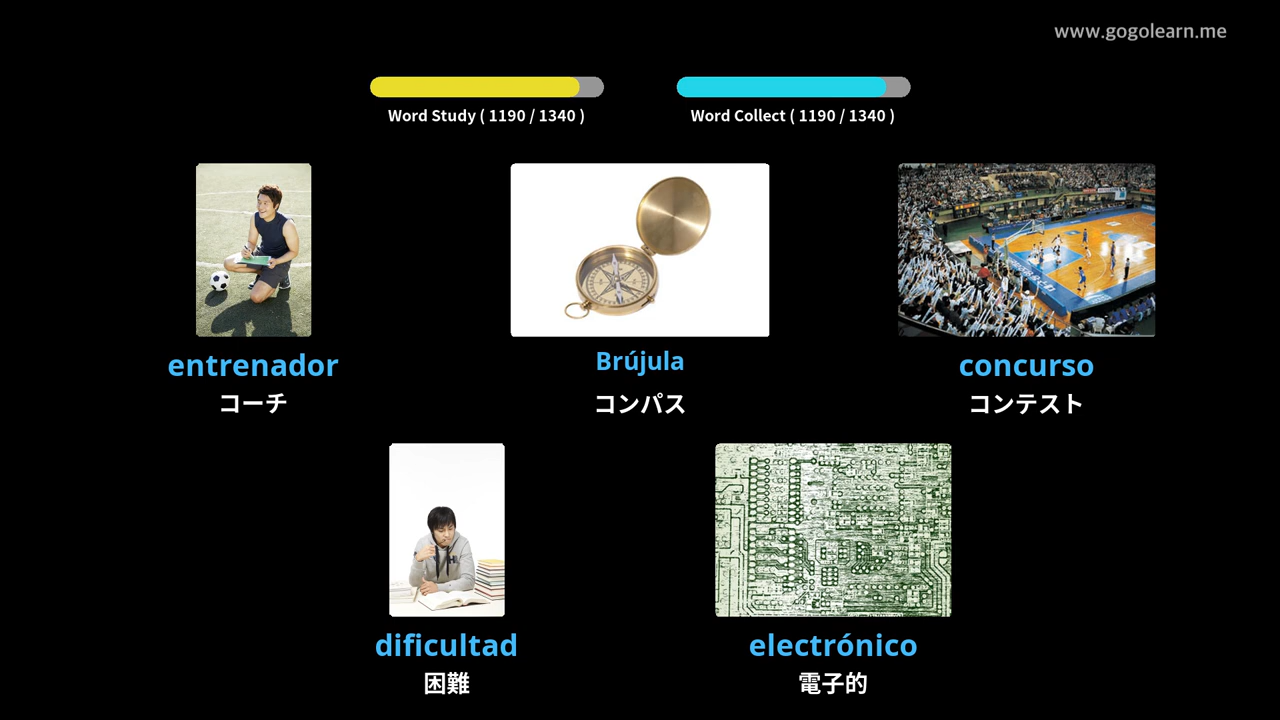 www.gogolearn.me
Word Study ( 1190 / 1340 )
Word Collect ( 1190 / 1340 )
entrenador
コーチ
Brújula
コンパス
concurso
コンテスト
dificultad
困難
electrónico
電子的